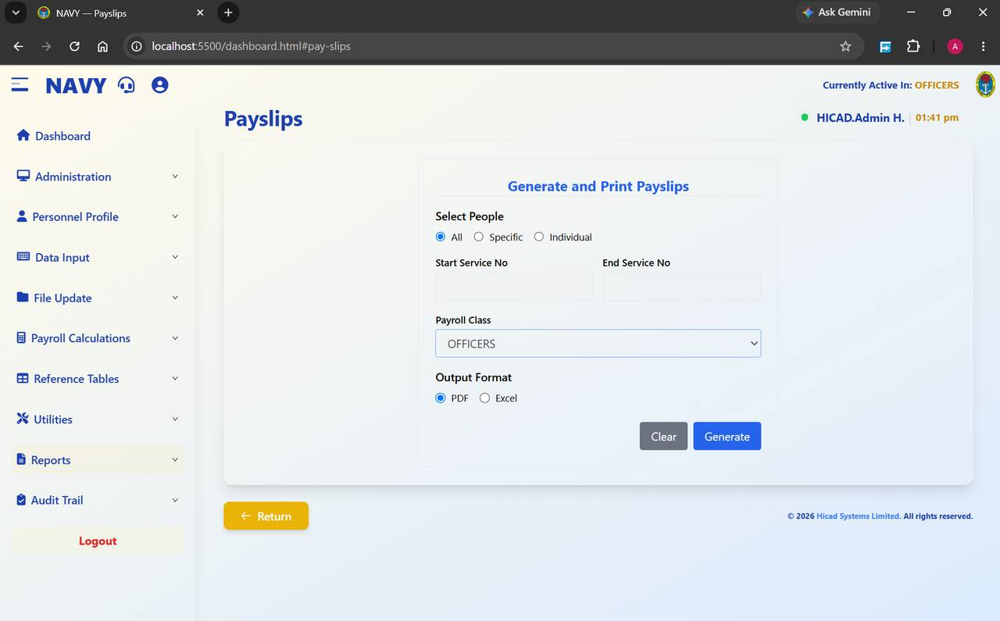 NAVY — Payslips
Ask Gemini
localhost:5500/dashboard.html#pay-slips
A
NAVY
Currently Active In: OFFICERS
Payslips
HICAD.Admin H. | 01:41 pm
Dashboard
Administration
Personnel Profile
Data Input
File Update
Payroll Calculations
Reference Tables
Utilities
Reports
Audit Trail
Logout
Generate and Print Payslips
Select People
All Specific Individual
Start Service No End Service No
Payroll Class
OFFICERS
Output Format
PDF Excel
Clear Generate
Return
© 2026 Hicad Systems Limited. All rights reserved.